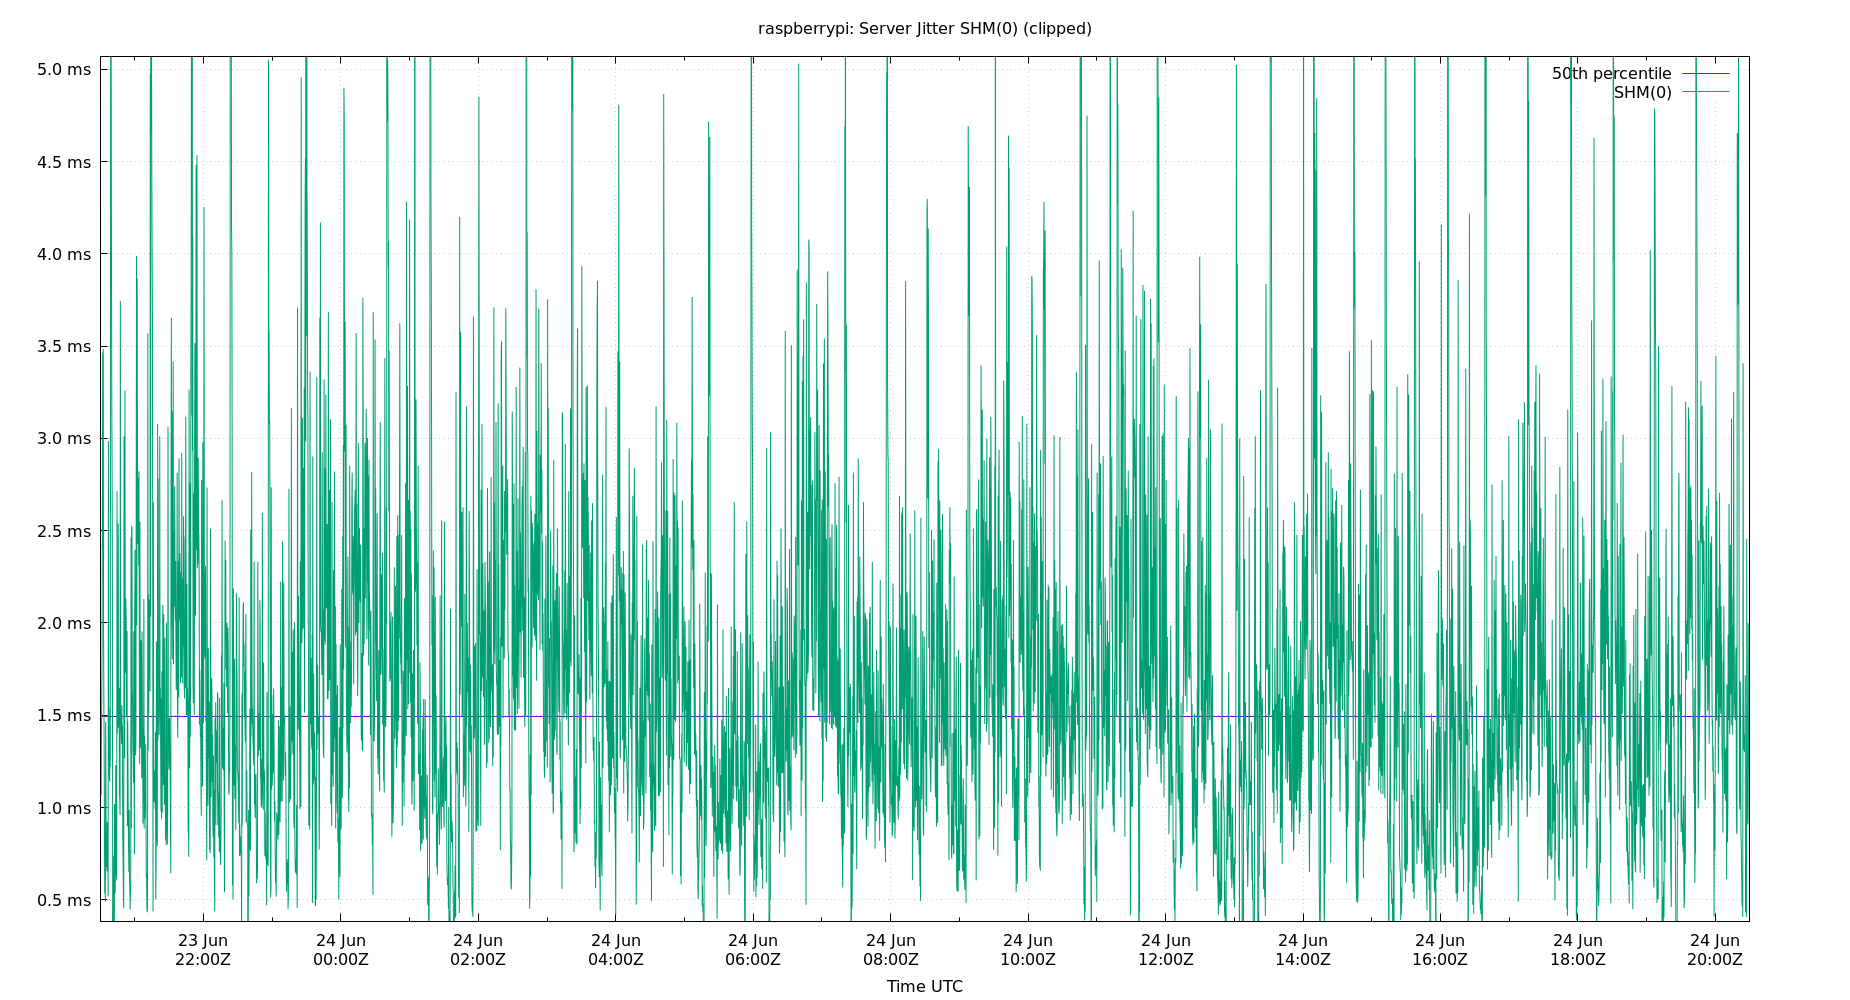 raspberrypi: Server Jitter SHM(0) (clipped)
5.0 ms
4.5 ms
4.0 ms
3.5 ms
3.0 ms
2.5 ms
2.0 ms
1.5 ms
1.0 ms
0.5 ms
50th percentile
SHM(0)
23 Jun 24 Jun 24 Jun 24 Jun 24 Jun 24 Jun 24 Jun 24 Jun 24 Jun 24 Jun 24 Jun 24 Jun
22:00Z 00:00Z 02:00Z 04:00Z 06:00Z 08:00Z 10:00Z 12:00Z 14:00Z 16:00Z 18:00Z 20:00Z
Time UTC